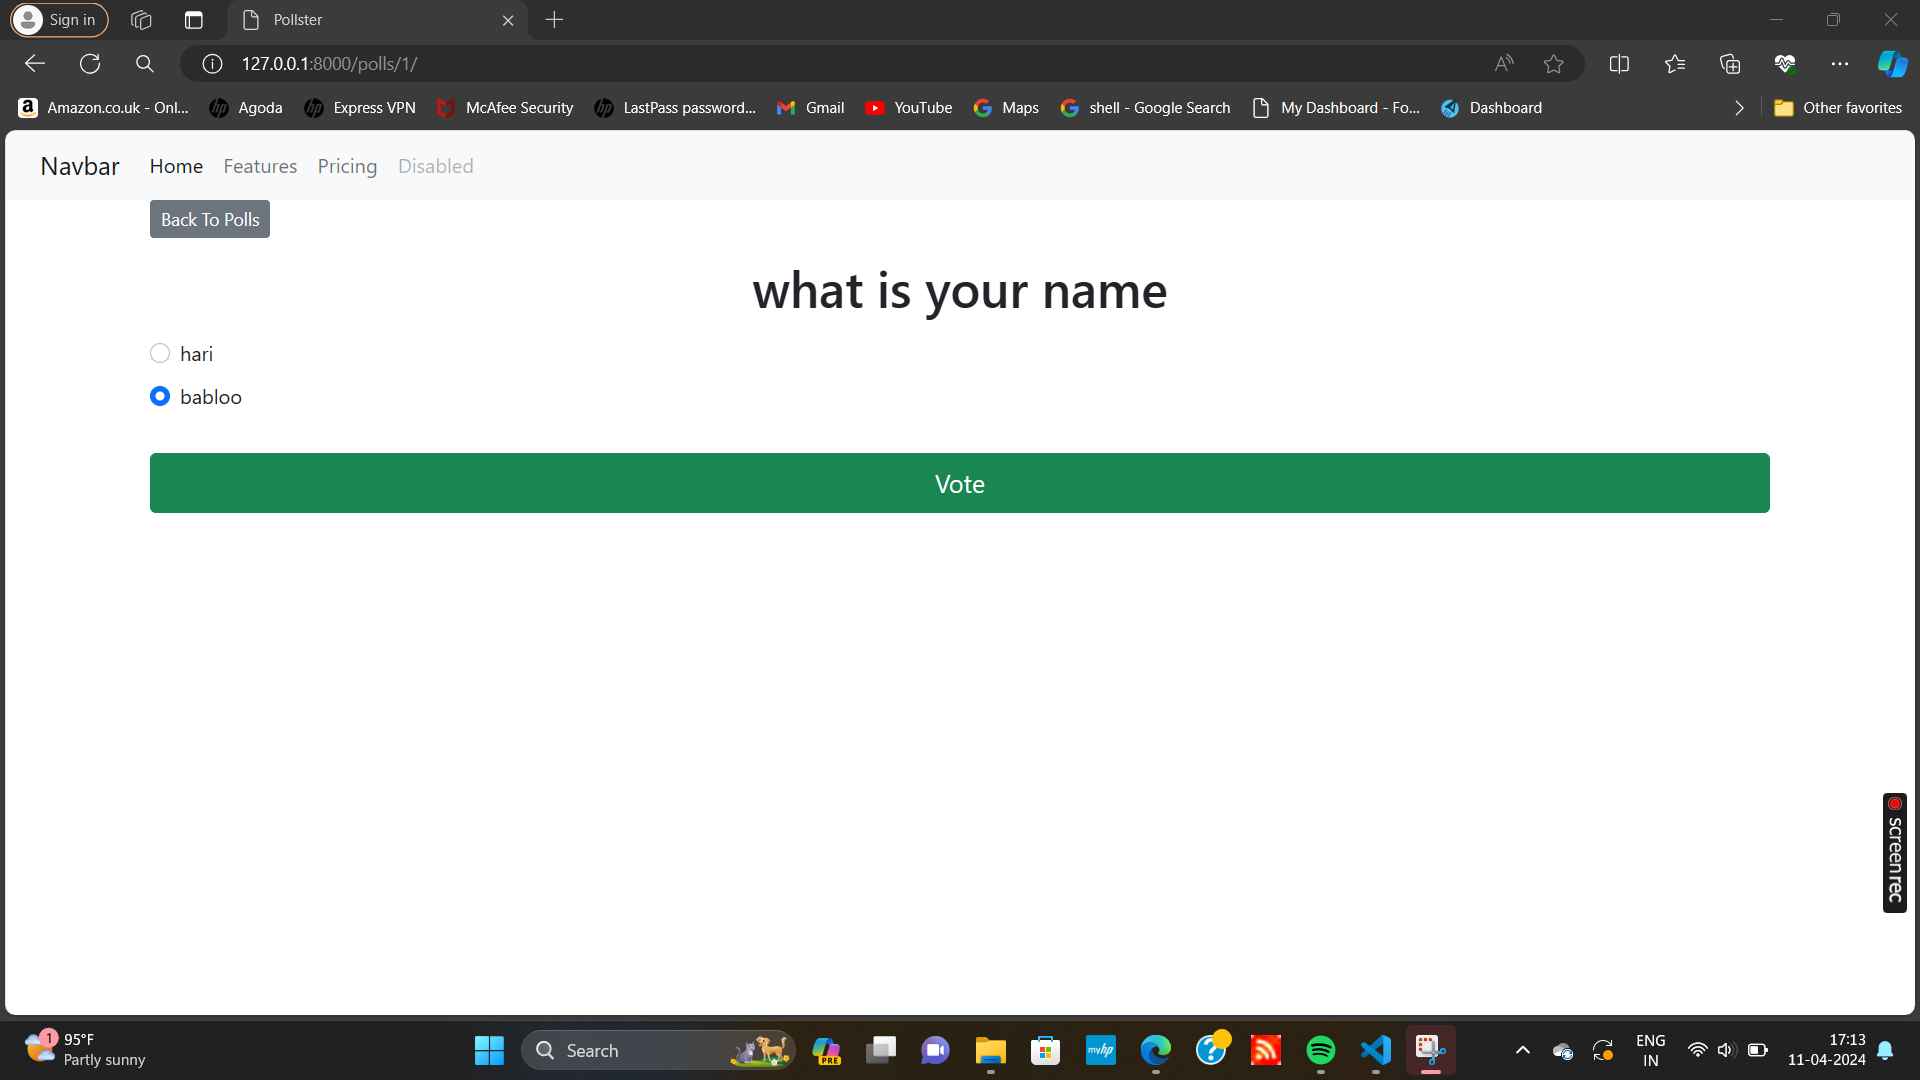 Sign in
Pollster
127.0.0.1:8000/polls/1/
Amazon.co.uk - Onl... Agoda Express VPN McAfee Security LastPass password... Gmail YouTube Maps shell - Google Search My Dashboard - Fo... Dashboard Other favorites
Navbar Home Features Pricing Disabled
Back To Polls
what is your name
hari
babloo
Vote
screenrec
1
95°F
Partly sunny
Search
PRE
myhp
ENG
IN
17:13
11-04-2024